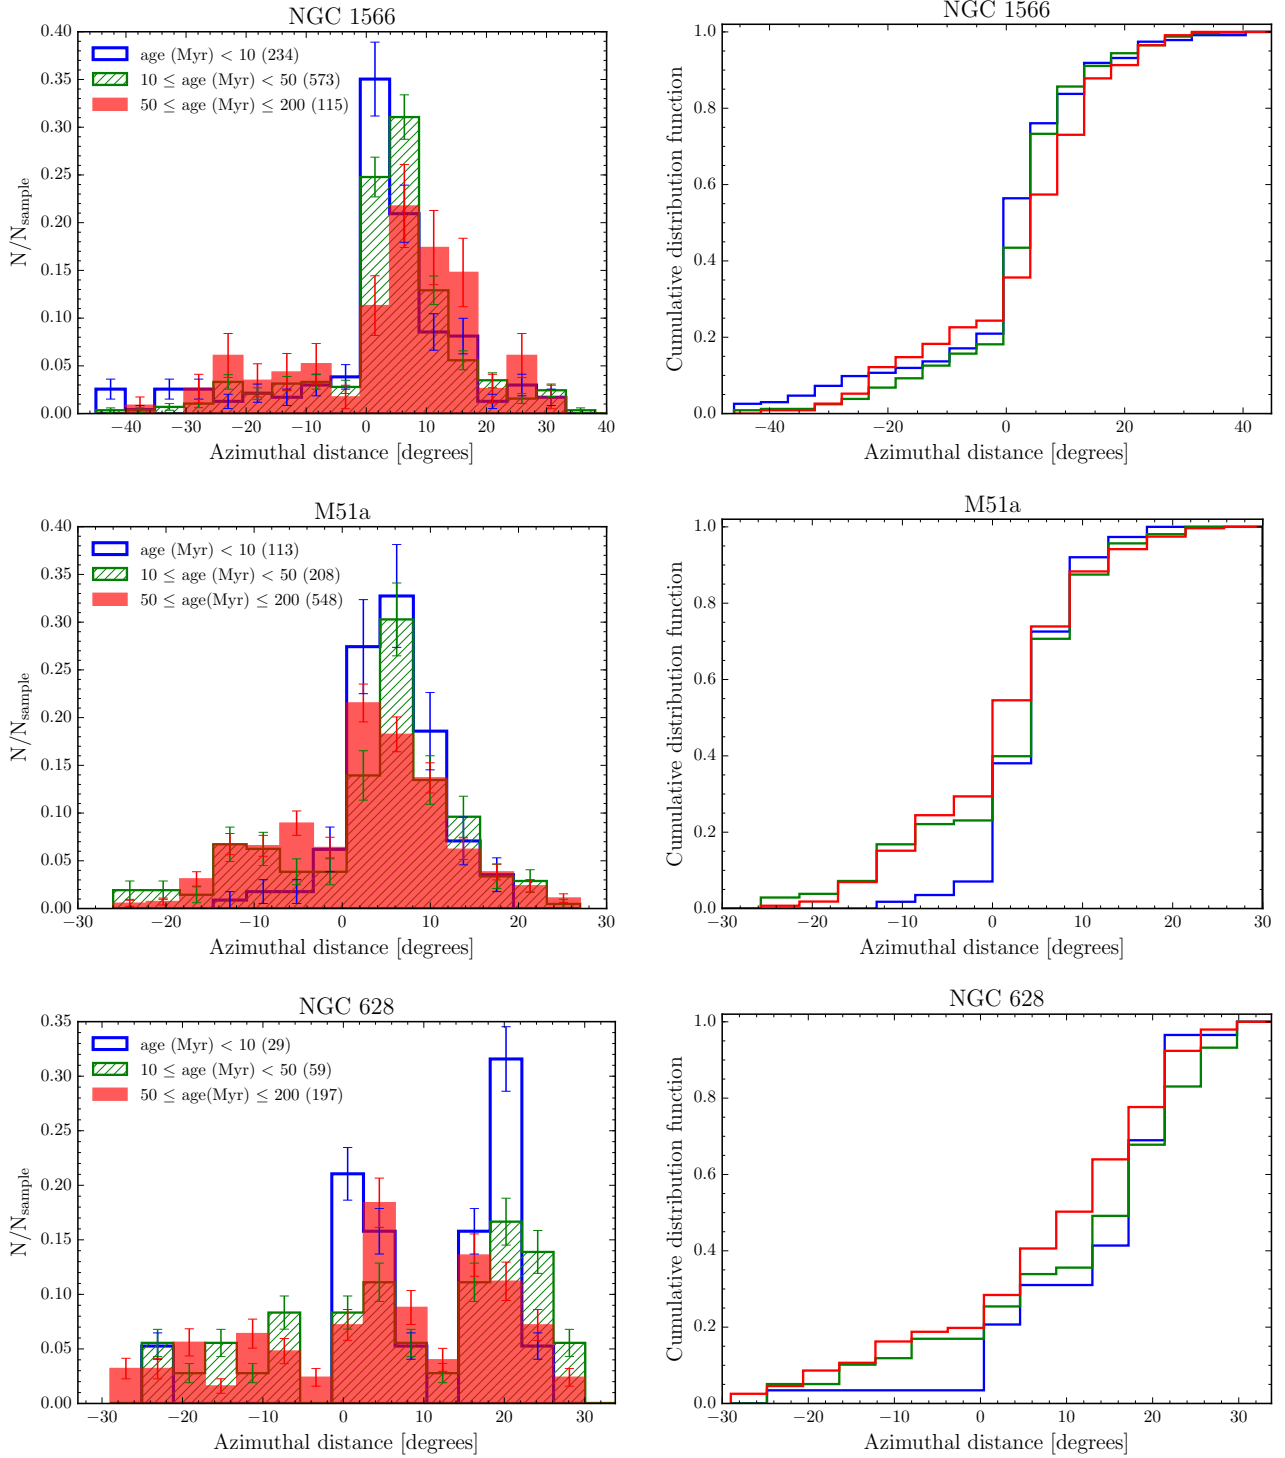 NGC 1566
age (Myr) < 10 (234)
10 ≤ age (Myr) < 50 (573)
50 ≤ age (Myr) ≤ 200 (115)
0.40
0.35
0.30
0.25
0.20
0.15
0.10
0.05
0.00
N/Nsample
−40 −30 −20 −10 0 10 20 30 40
Azimuthal distance [degrees]
NGC 1566
1.0
0.8
0.6
0.4
0.2
0.0
Cumulative distribution function
−40 −20 0 20 40
Azimuthal distance [degrees]
M51a
age (Myr) < 10 (113)
10 ≤ age (Myr) < 50 (208)
50 ≤ age(Myr) ≤ 200 (548)
0.40
0.35
0.30
0.25
0.20
0.15
0.10
0.05
0.00
N/Nsample
−30 −20 −10 0 10 20 30
Azimuthal distance [degrees]
M51a
1.0
0.8
0.6
0.4
0.2
0.0
Cumulative distribution function
−30 −20 −10 0 10 20 30
Azimuthal distance [degrees]
NGC 628
age (Myr) < 10 (29)
10 ≤ age (Myr) < 50 (59)
50 ≤ age(Myr) ≤ 200 (197)
0.35
0.30
0.25
0.20
0.15
0.10
0.05
0.00
N/Nsample
−30 −20 −10 0 10 20 30
Azimuthal distance [degrees]
NGC 628
1.0
0.8
0.6
0.4
0.2
0.0
Cumulative distribution function
−30 −20 −10 0 10 20 30
Azimuthal distance [degrees]